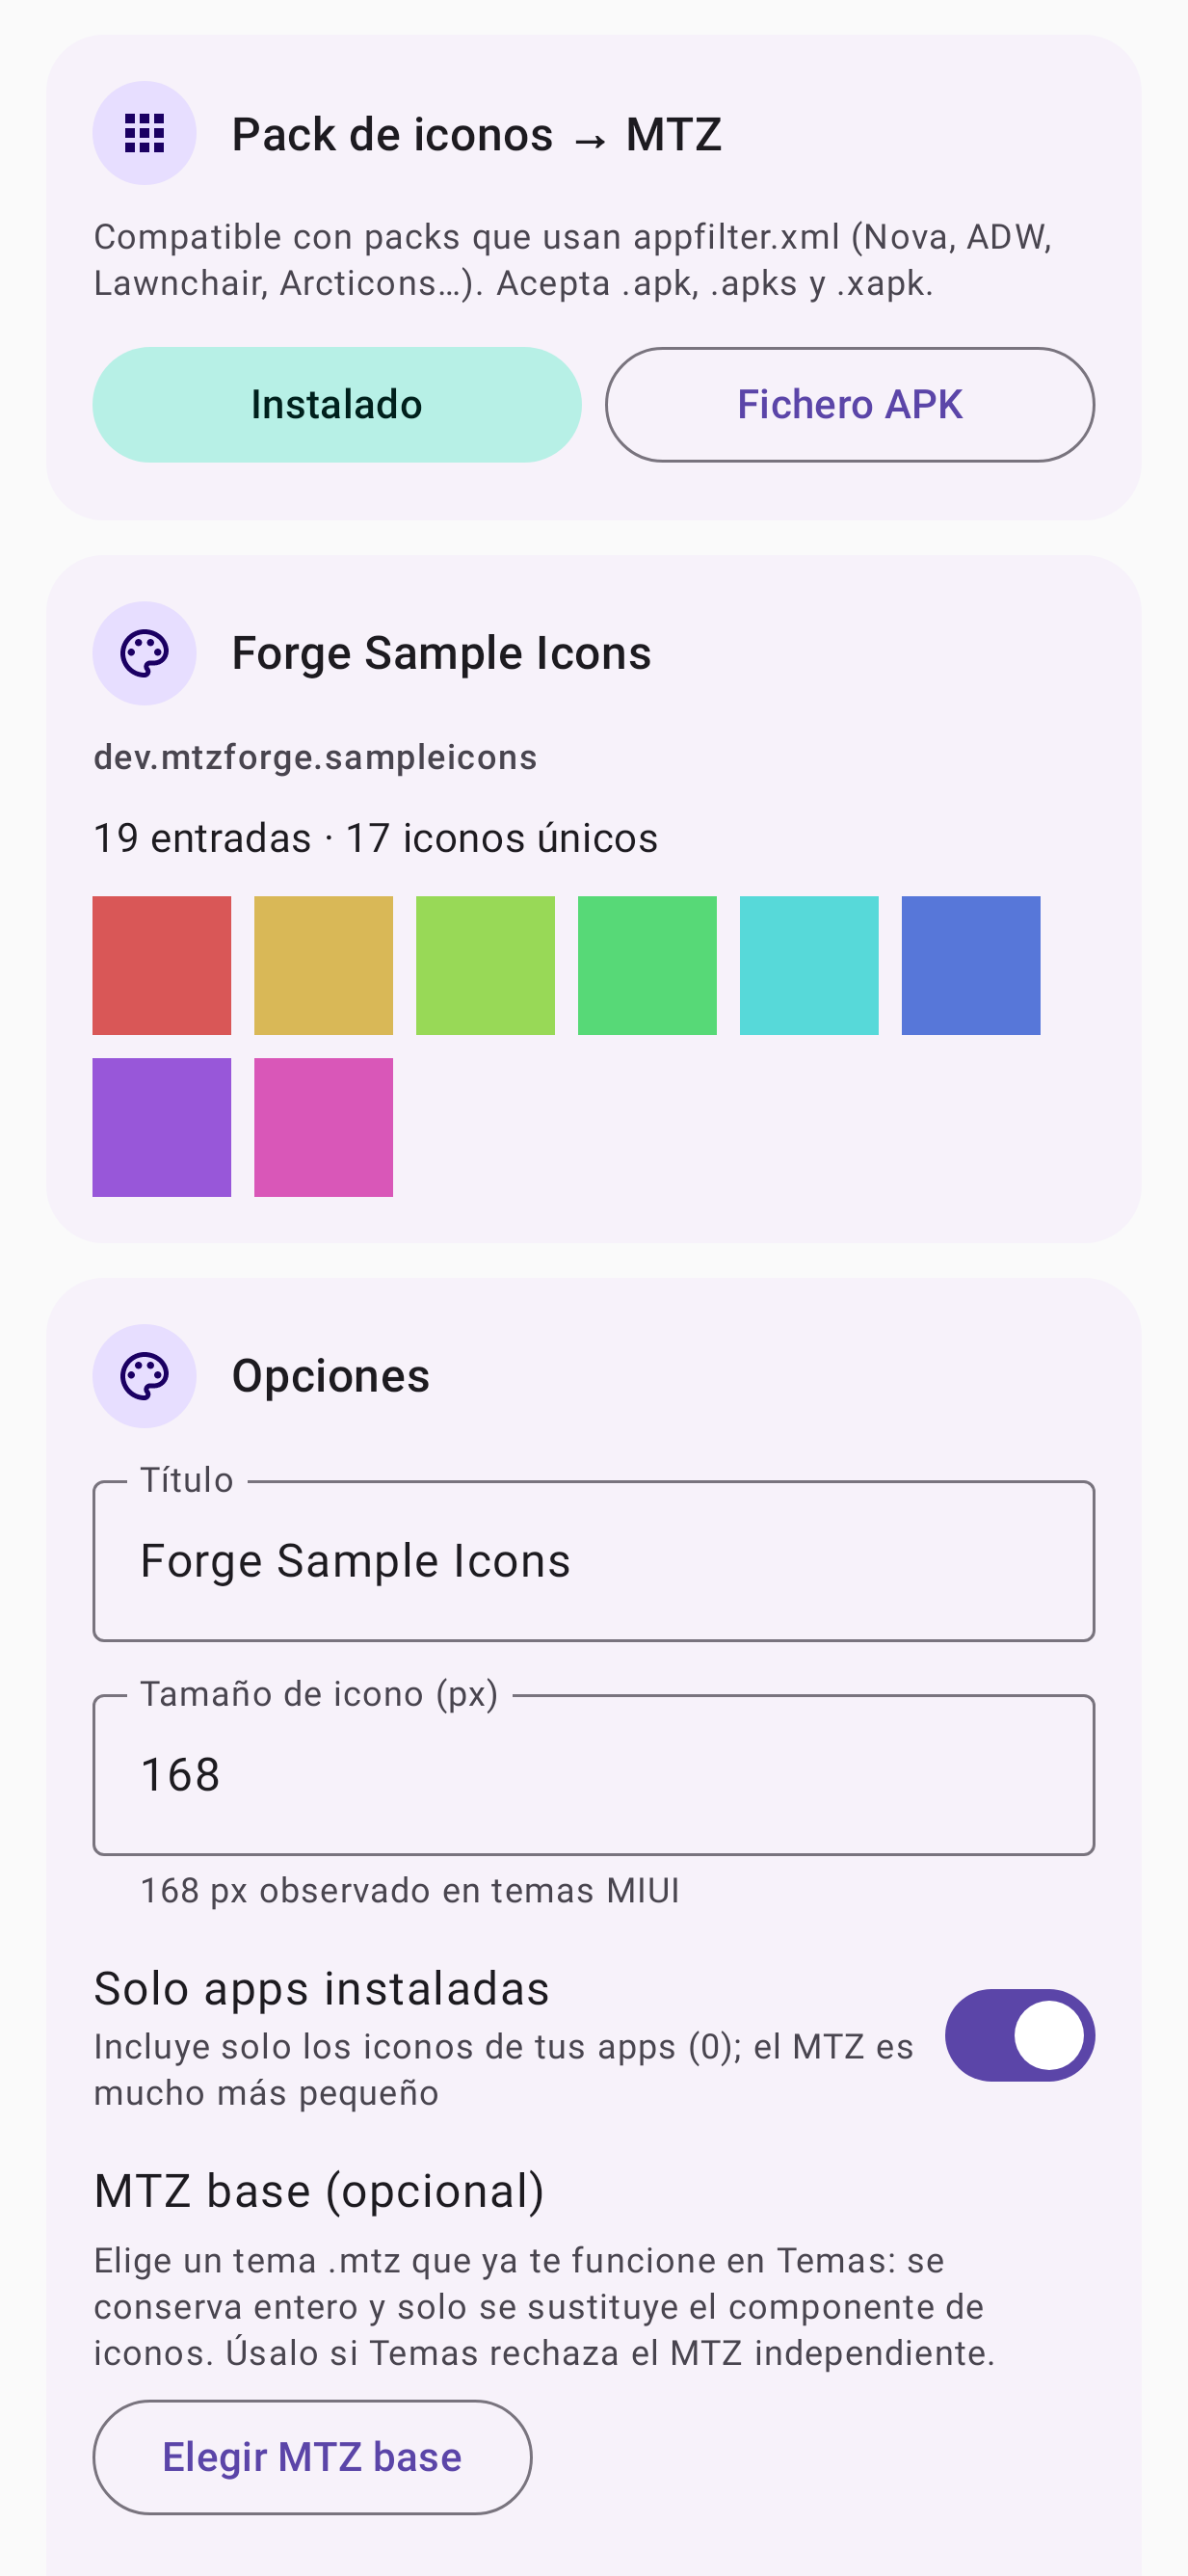 Pack de iconos → MTZ
Compatible con packs que usan appfilter.xml (Nova, ADW,
Lawnchair, Arcticons…). Acepta .apk, .apks y .xapk.
Instalado
Fichero APK
Forge Sample Icons
dev.mtzforge.sampleicons
19 entradas · 17 iconos únicos
Opciones
Título
Forge Sample Icons
Tamaño de icono (px)
168
168 px observado en temas MIUI
Solo apps instaladas
Incluye solo los iconos de tus apps (0); el MTZ es
mucho más pequeño
MTZ base (opcional)
Elige un tema .mtz que ya te funcione en Temas: se
conserva entero y solo se sustituye el componente de
iconos. Úsalo si Temas rechaza el MTZ independiente.
Elegir MTZ base